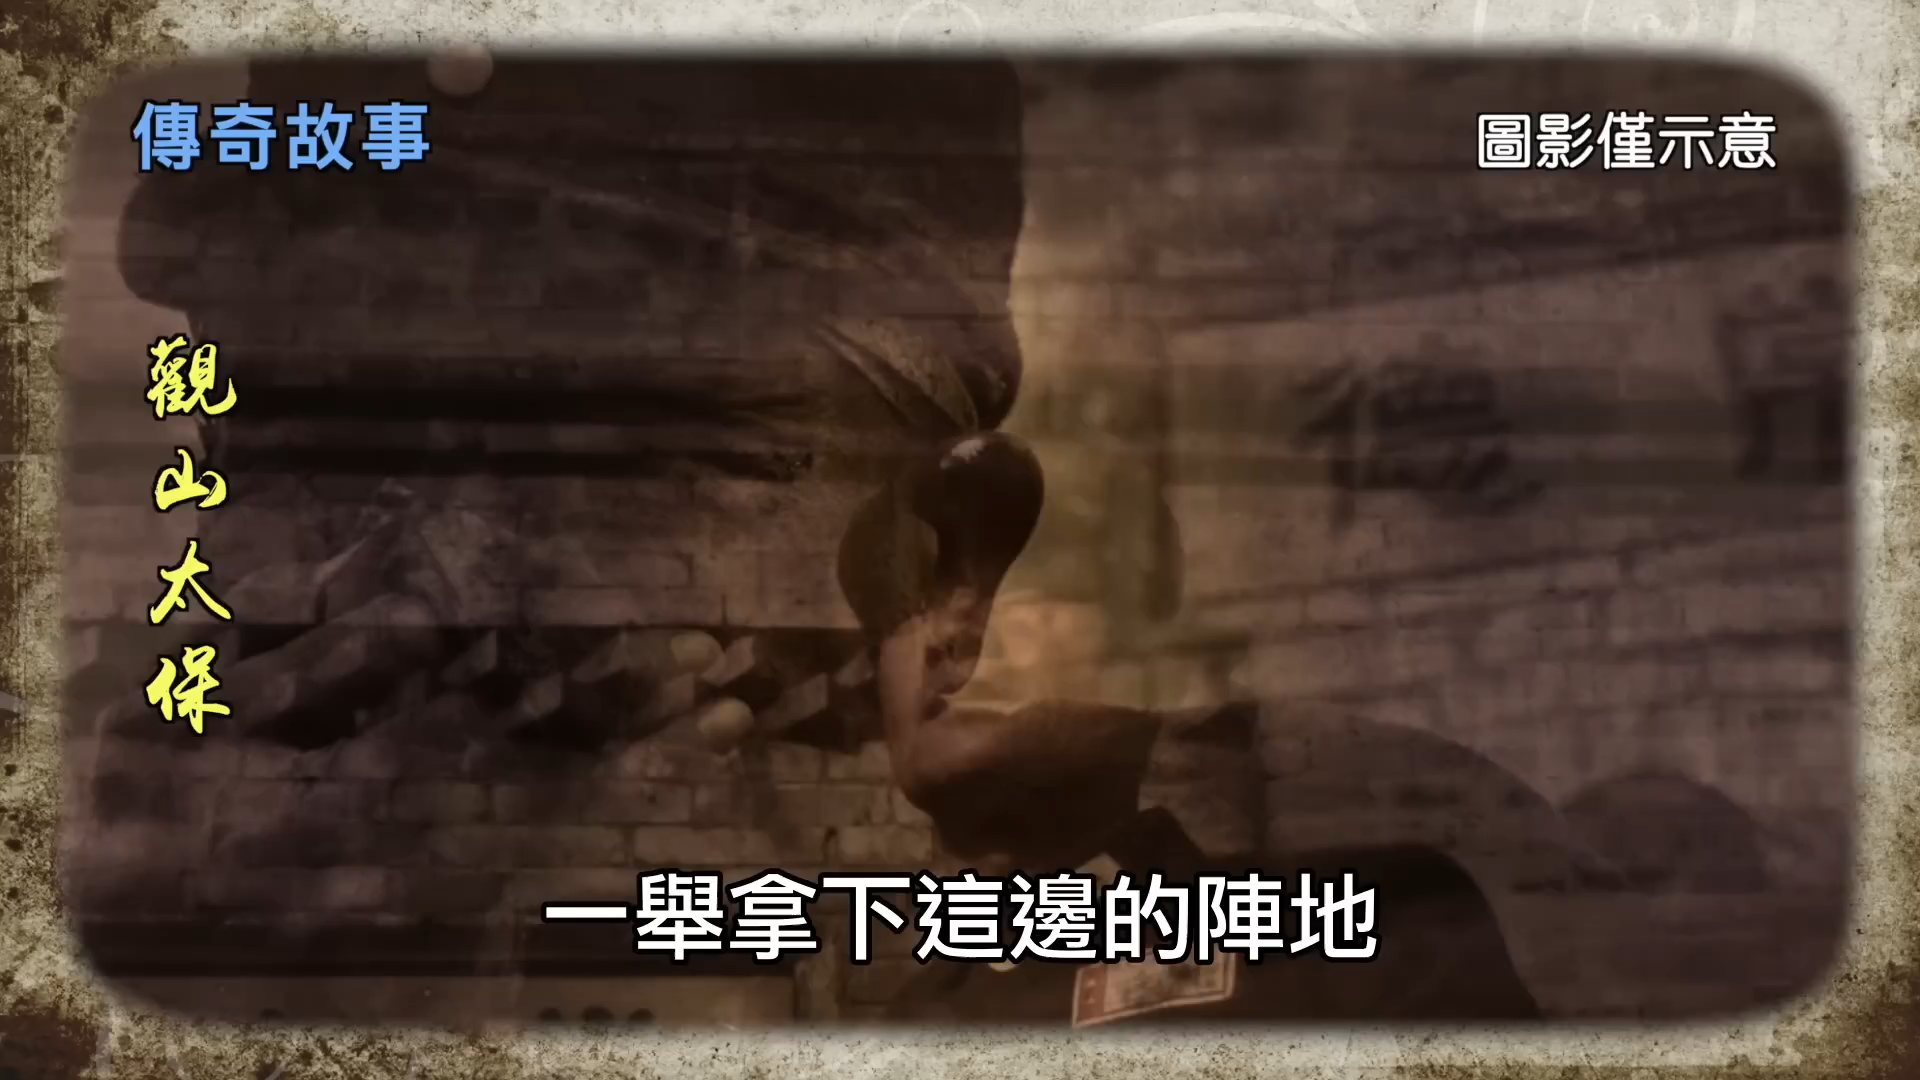 傳奇故事
圖影僅示意
觀山太保
一舉拿下這邊的陣地